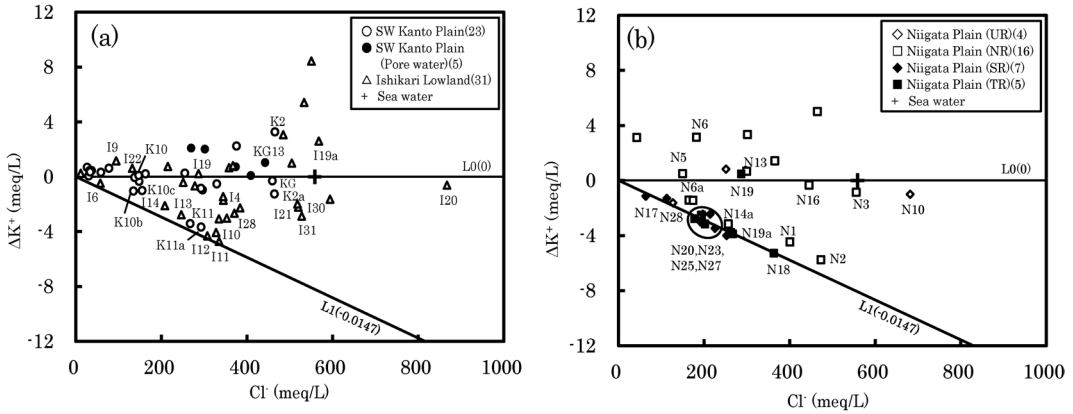 (a)
SW Kanto Plain(23)
SW Kanto Plain
(Pore water)(5)
Ishikari Lowland(31)
Sea water
12
8
4
0
-4
-8
-12
ΔK⁺ (meq/L)
K2
I9
I22
K10
I19
KG13
I19a
L0(0)
I6
K10c
I13
KG
K10b
I14
K11
I4
K2a
I30
I20
I21
K11a
I28
I31
I12
I10
I11
L1(-0.0147)
0
200
400
600
800
1000
Cl⁻ (meq/L)
(b)
Niigata Plain (UR)(4)
Niigata Plain (NR)(16)
Niigata Plain (SR)(7)
Niigata Plain (TR)(5)
Sea water
12
8
4
0
-4
-8
-12
ΔK⁺ (meq/L)
N6
N5
N13
L0(0)
N6a
N19
N16
N3
N10
N17
N28
N14a
N19a
N1
N20,N23,
N25,N27
N18
N2
L1(-0.0147)
0
200
400
600
800
1000
Cl⁻ (meq/L)